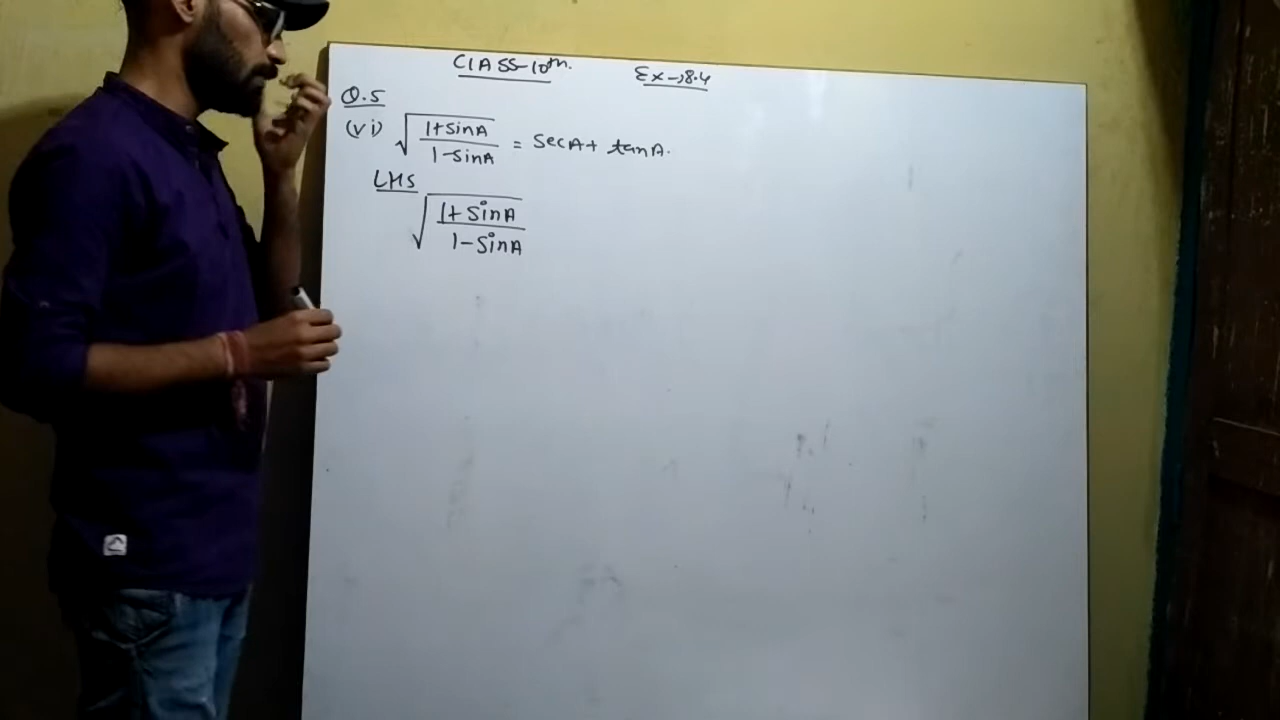 CLASS-10th. Ex-8.4
Q.5
(vi) √(1+sinA / 1-sinA) = secA + tanA.
LHS
√(1+sinA / 1-sinA)